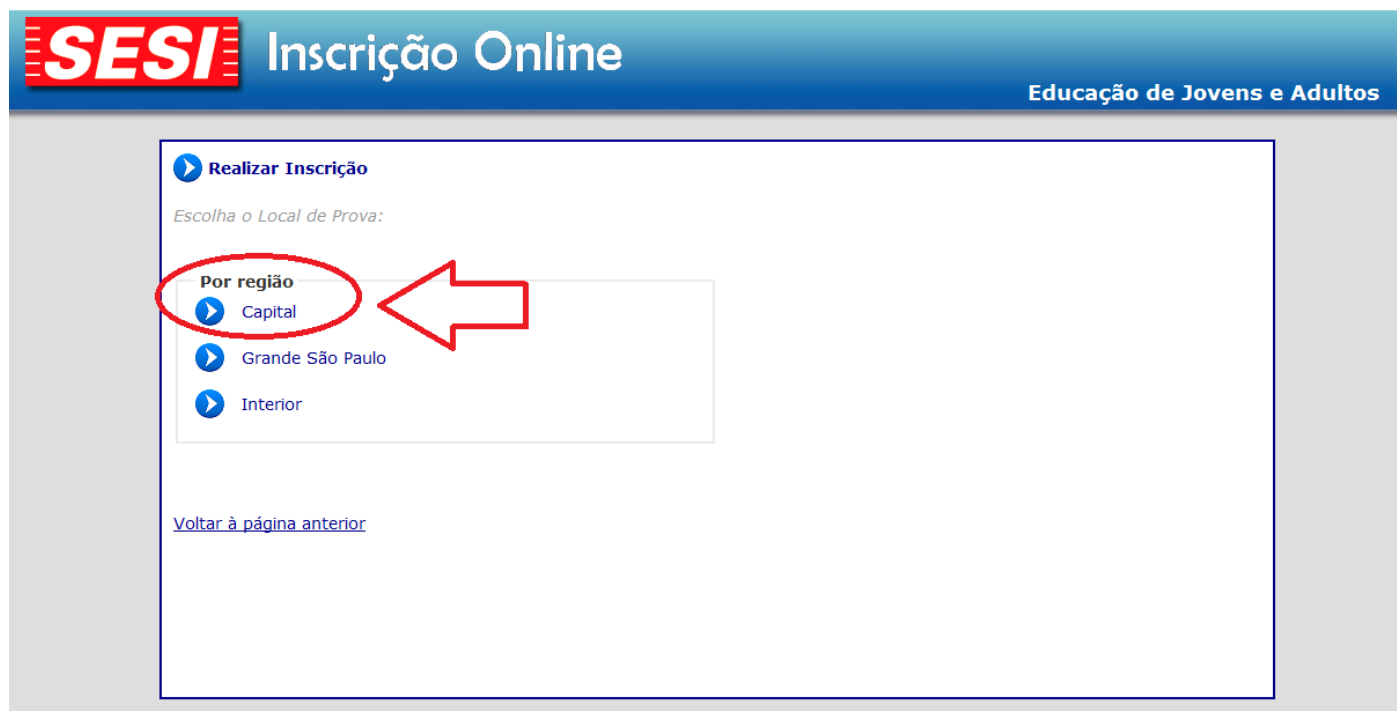 SESI Inscrição Online
Educação de Jovens e Adultos
Realizar Inscrição
Escolha o Local de Prova:
Por região
Capital
Grande São Paulo
Interior
Voltar à página anterior